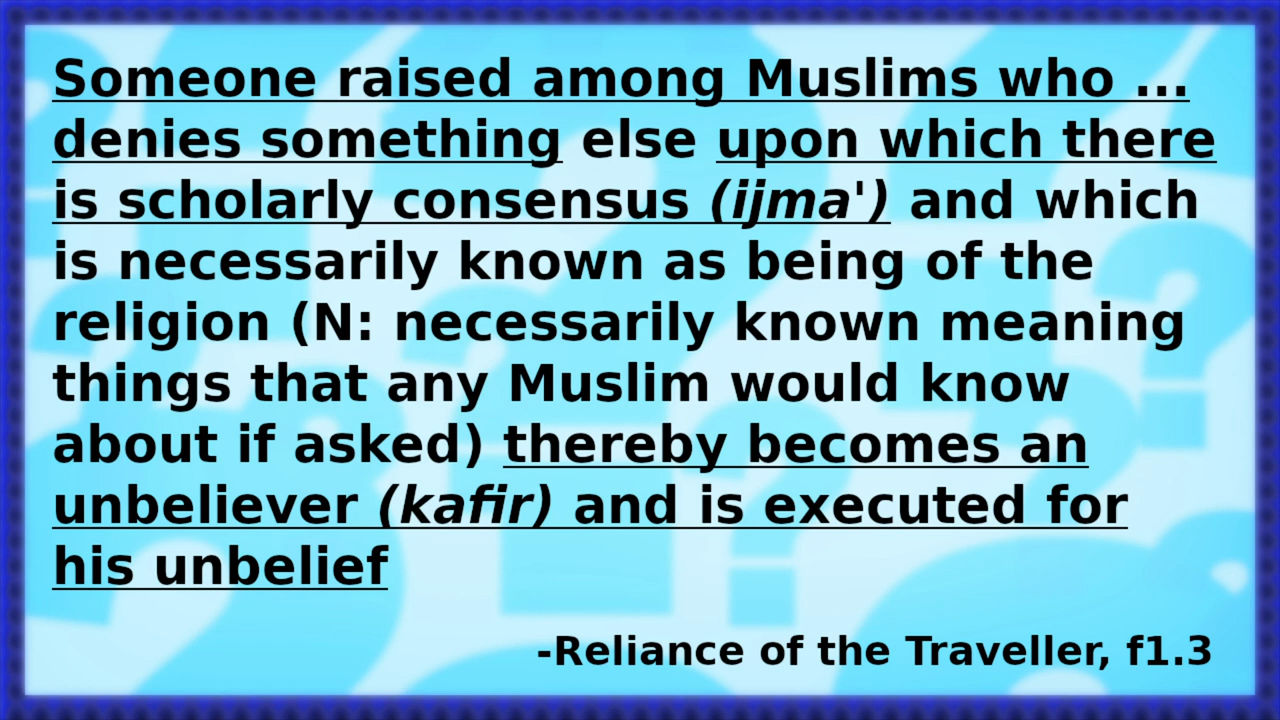 Someone raised among Muslims who ...
denies something else upon which there
is scholarly consensus (ijma') and which
is necessarily known as being of the
religion (N: necessarily known meaning
things that any Muslim would know
about if asked) thereby becomes an
unbeliever (kafir) and is executed for
his unbelief
-Reliance of the Traveller, f1.3